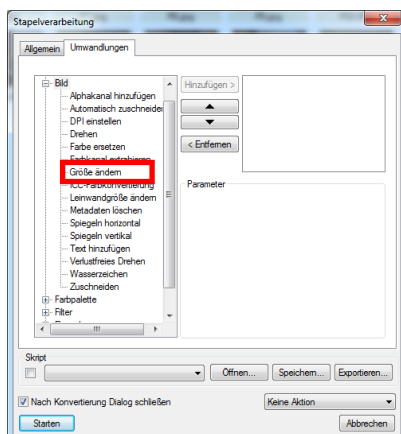 Stapelverarbeitung
Allgemein Umwandlungen
Bild
Alphakanal hinzufügen
Automatisch zuschneiden
DPI einstellen
Drehen
Farbe ersetzen
Farbkanal extrahieren
Größe ändern
ICC-Farbkonvertierung
Leinwandgröße ändern
Metadaten löschen
Spiegeln horizontal
Spiegeln vertikal
Text hinzufügen
Verlustfreies Drehen
Wasserzeichen
Zuschneiden
Farbpalette
Filter
Hinzufügen >
< Entfernen
Parameter
Skript
Öffnen... Speichern... Exportieren...
Nach Konvertierung Dialog schließen Keine Aktion
Starten Abbrechen